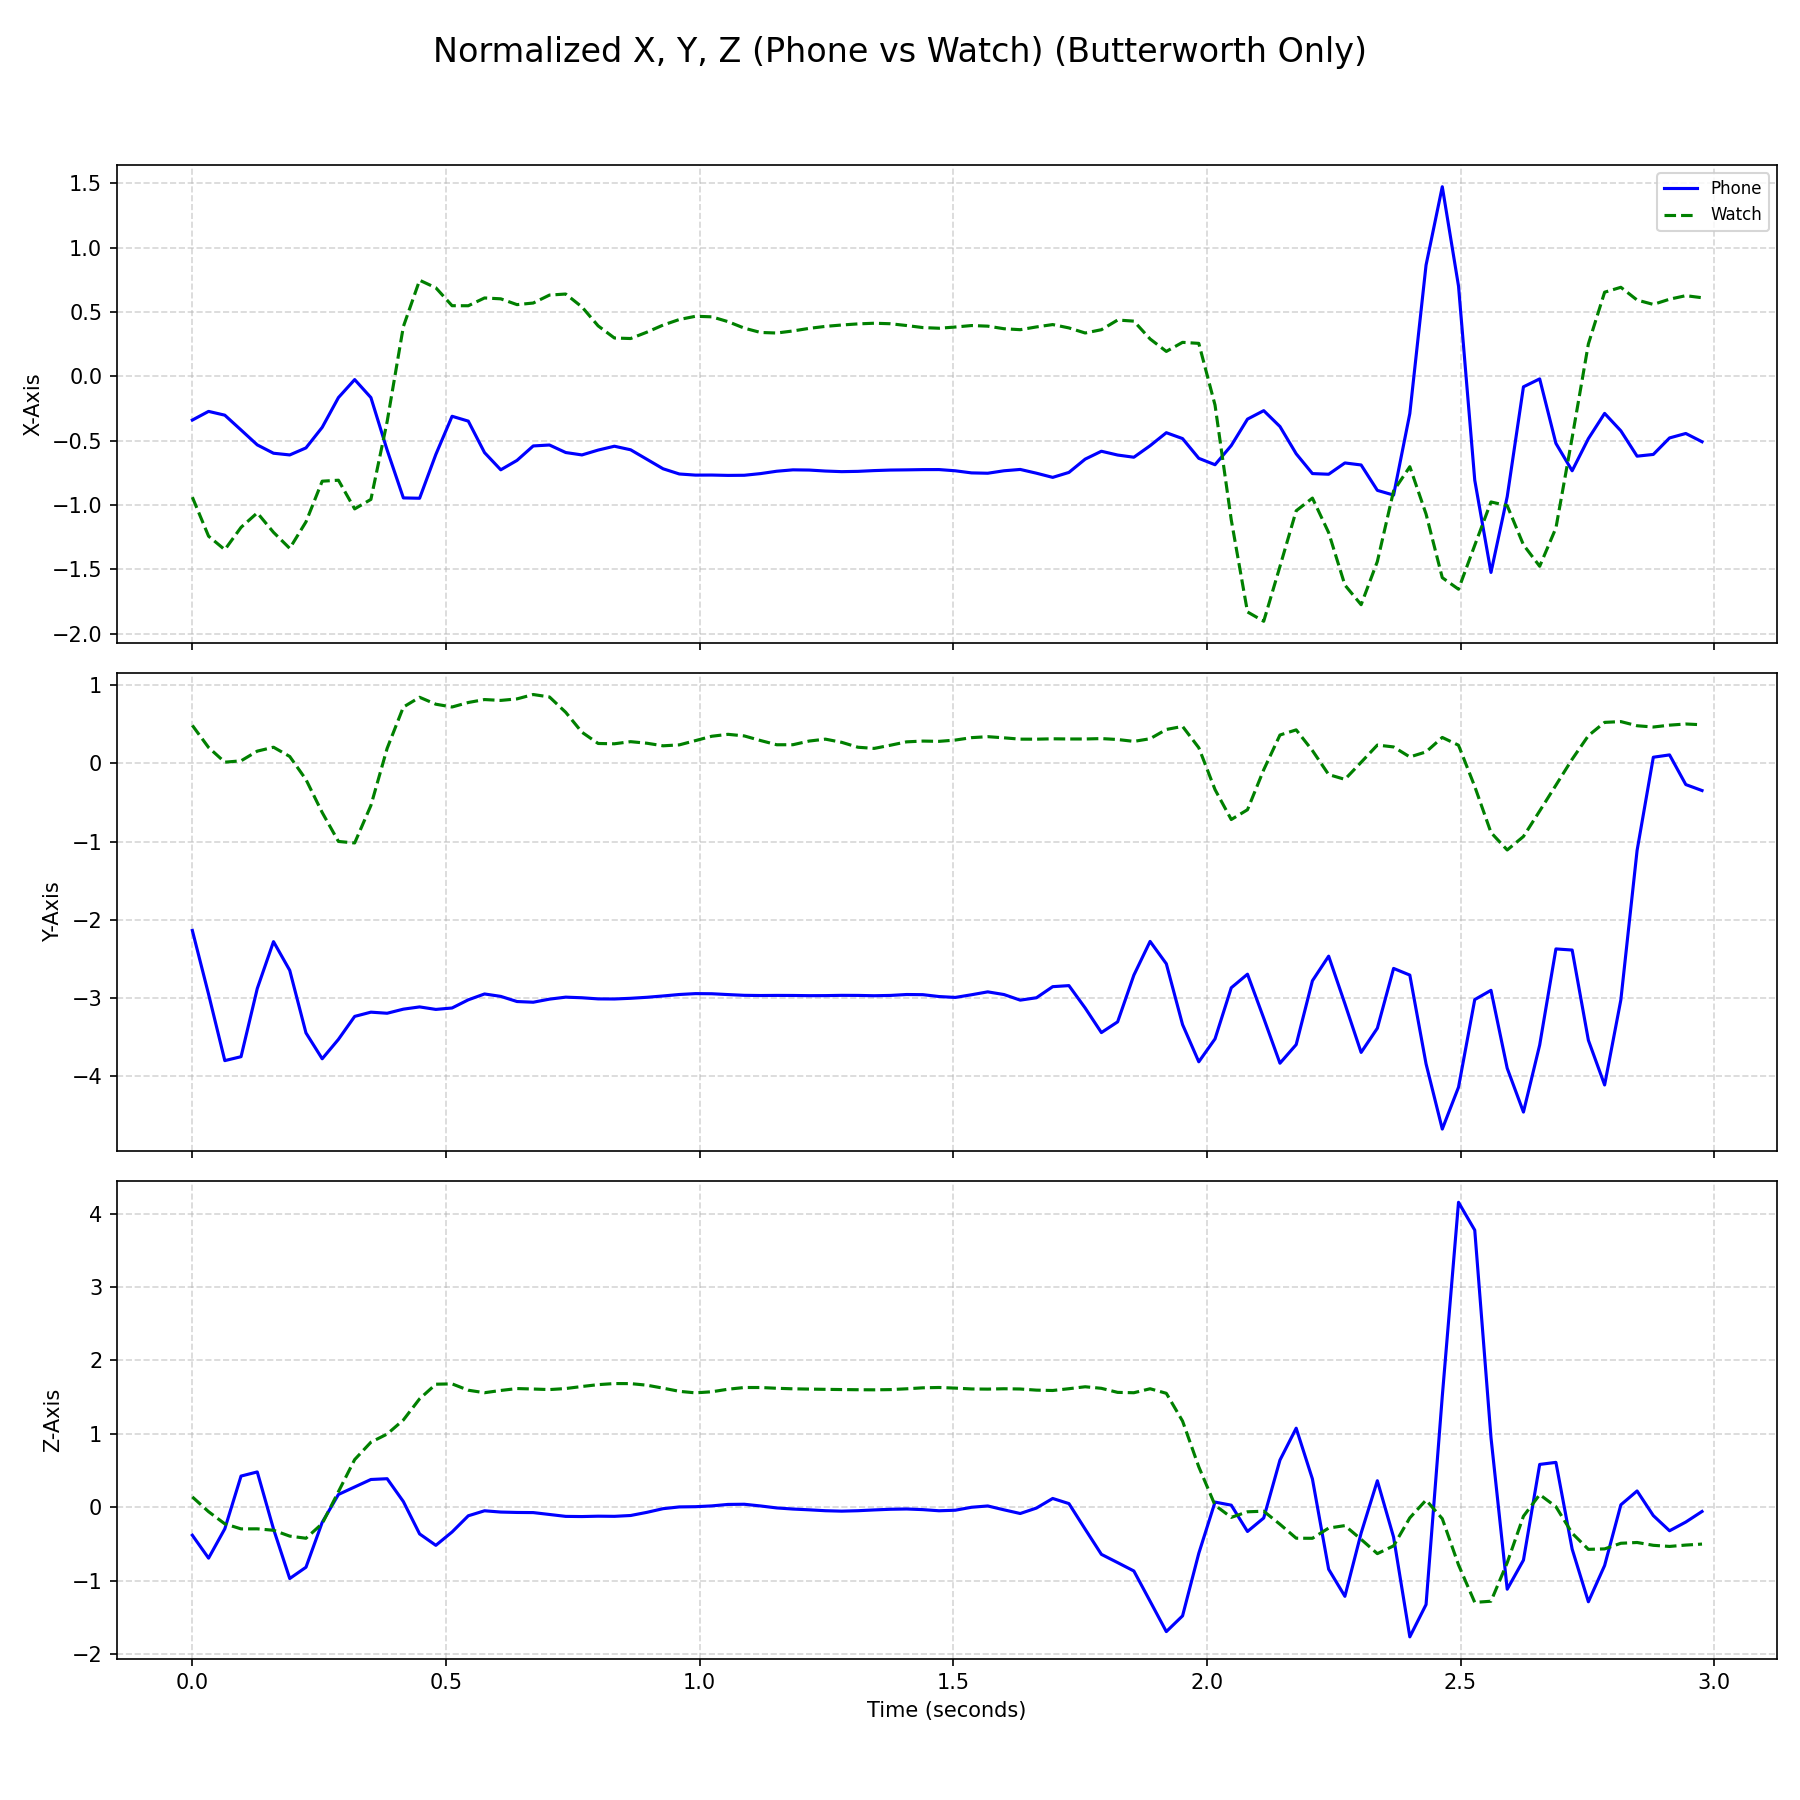 Normalized X, Y, Z (Phone vs Watch) (Butterworth Only)
Phone
Watch
X-Axis
1.5
1.0
0.5
0.0
−0.5
−1.0
−1.5
−2.0
Y-Axis
1
0
−1
−2
−3
−4
Z-Axis
4
3
2
1
0
−1
−2
0.0 0.5 1.0 1.5 2.0 2.5 3.0
Time (seconds)